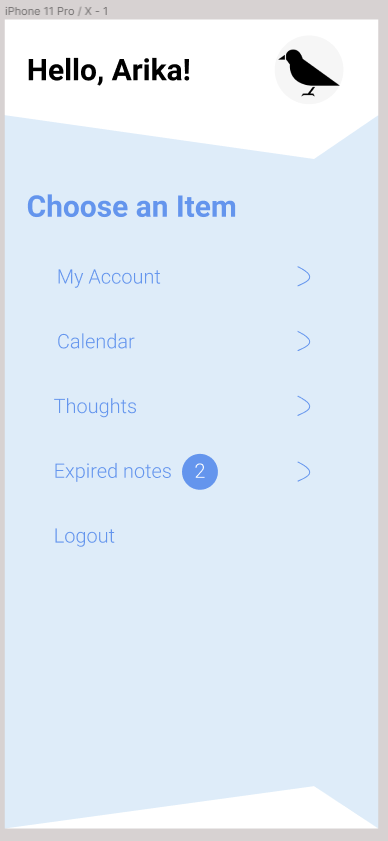 iPhone 11 Pro / X - 1
Hello, Arika!
Choose an Item
My Account
Calendar
Thoughts
Expired notes 2
Logout